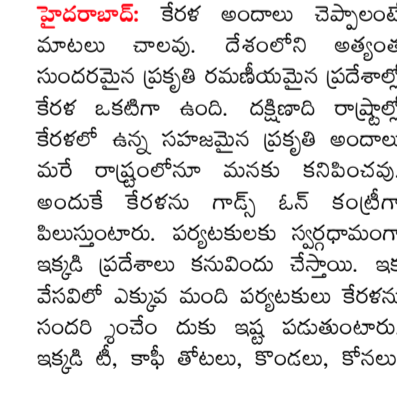 హైదరాబాద్: కేరళ అందాలు చెప్పాలంటే
మాటలు చాలవు. దేశంలోని అత్యంత
సుందరమైన ప్రకృతి రమణీయమైన ప్రదేశాల్లో
కేరళ ఒకటిగా ఉంది. దక్షిణాది రాష్ట్రాల్లో
కేరళలో ఉన్న సహజమైన ప్రకృతి అందాలు
మరే రాష్ట్రంలోనూ మనకు కనిపించవు.
అందుకే కేరళను గాడ్స్ ఓన్ కంట్రీగా
పిలుస్తుంటారు. పర్యటకులకు స్వర్గధామంగా
ఇక్కడి ప్రదేశాలు కనువిందు చేస్తాయి. ఇక
వేసవిలో ఎక్కువ మంది పర్యటకులు కేరళను
సందరి ్శంచేం దుకు ఇష్ట పడుతుంటారు.
ఇక్కడి టీ, కాఫీ తోటలు, కొండలు, కోనలు